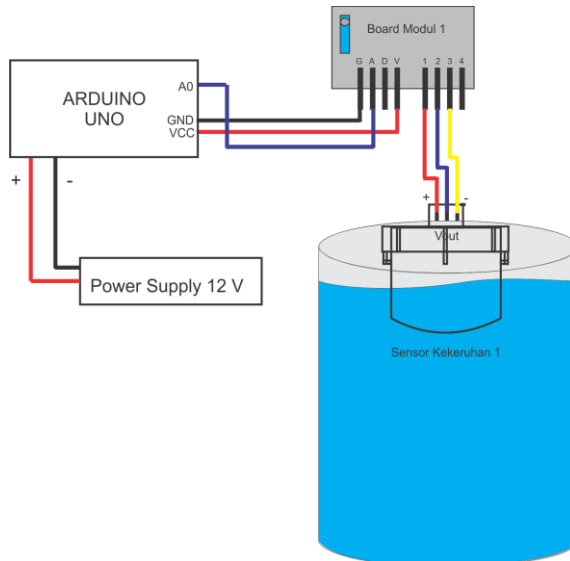 Board Modul 1
G A D V 1 2 3 4
ARDUINO
UNO
A0
GND
VCC
+ -
Power Supply 12 V
+ -
Vout
Sensor Kekeruhan 1